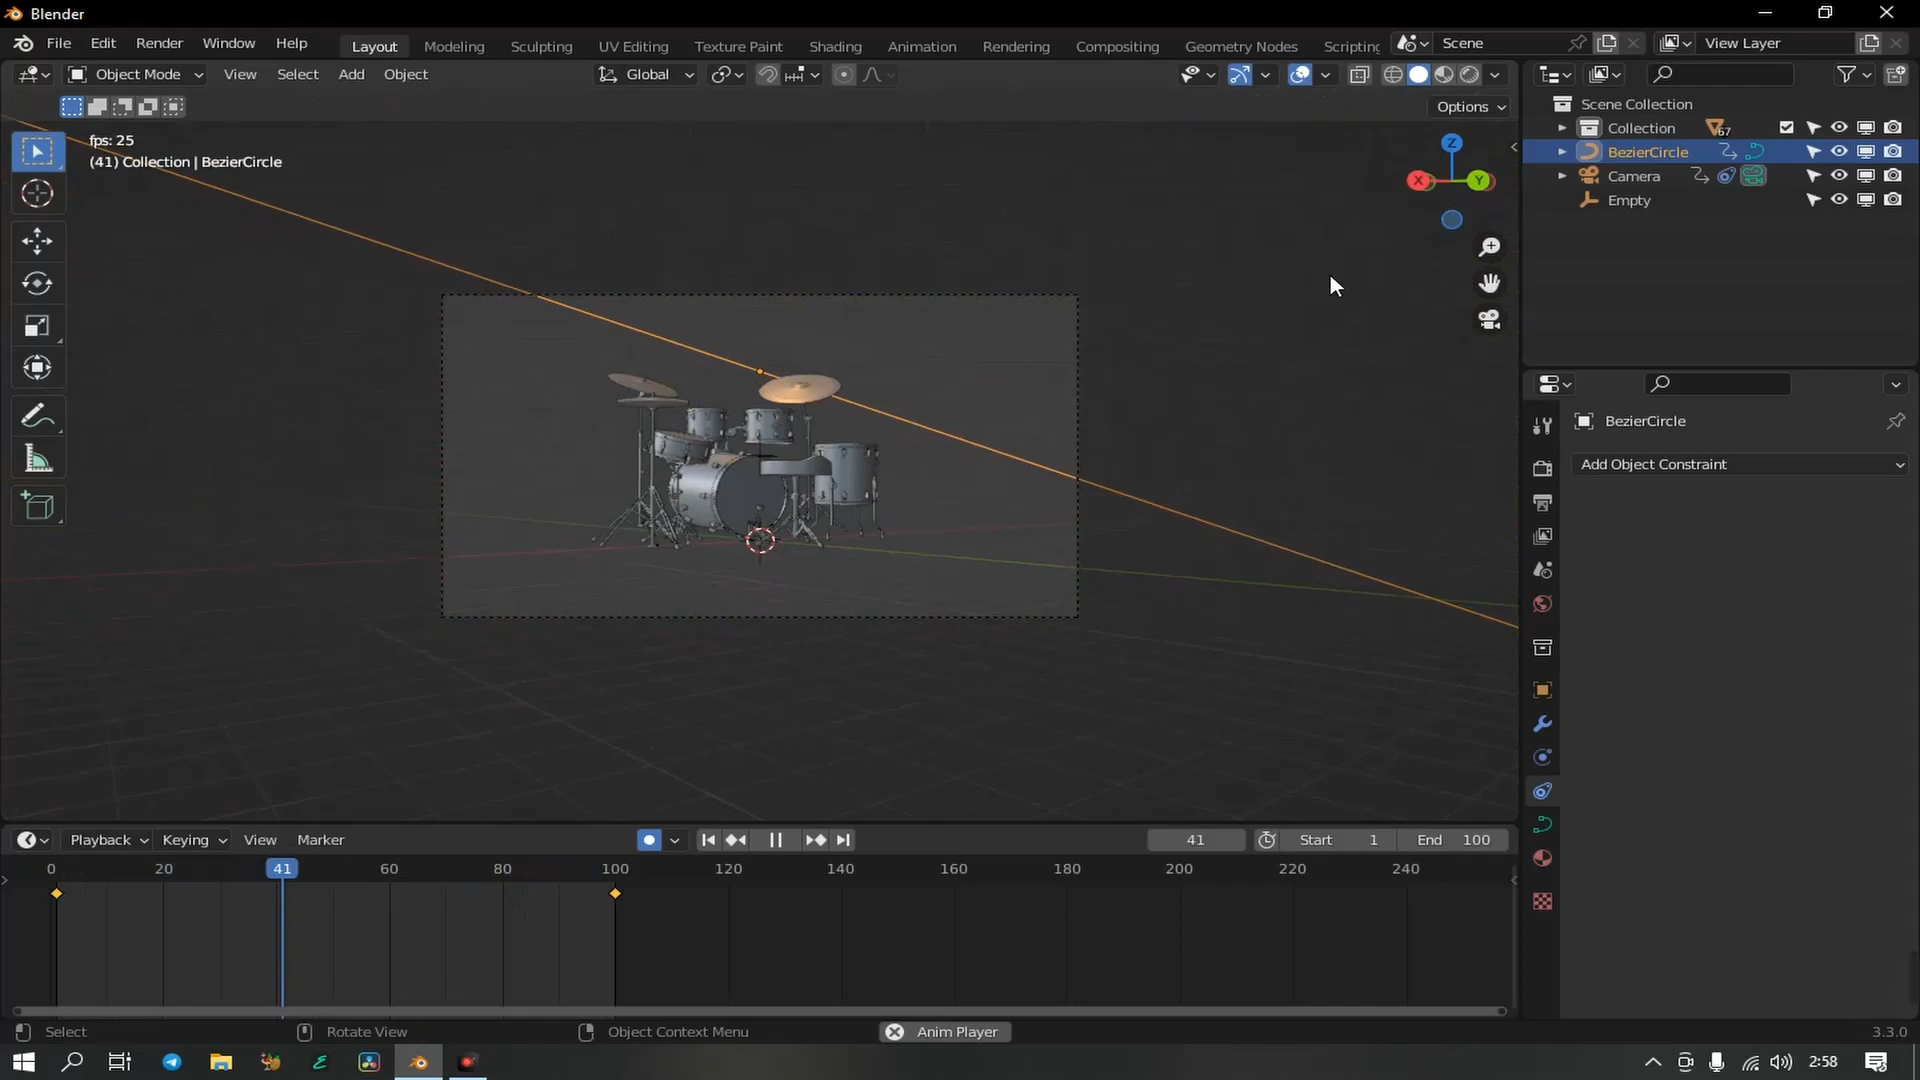 Blender
File Edit Render Window Help Layout Modeling Sculpting UV Editing Texture Paint Shading Animation Rendering Compositing Geometry Nodes Scripting Scene View Layer
Object Mode View Select Add Object Global
Options
fps: 25
(41) Collection | BezierCircle
Z
X
Y
Scene Collection
Collection 67
BezierCircle
Camera
Empty
BezierCircle
Add Object Constraint
Playback Keying View Marker 41 Start 1 End 100
0 20 41 60 80 100 120 140 160 180 200 220 240
Select Rotate View Object Context Menu Anim Player 3.3.0
2:58